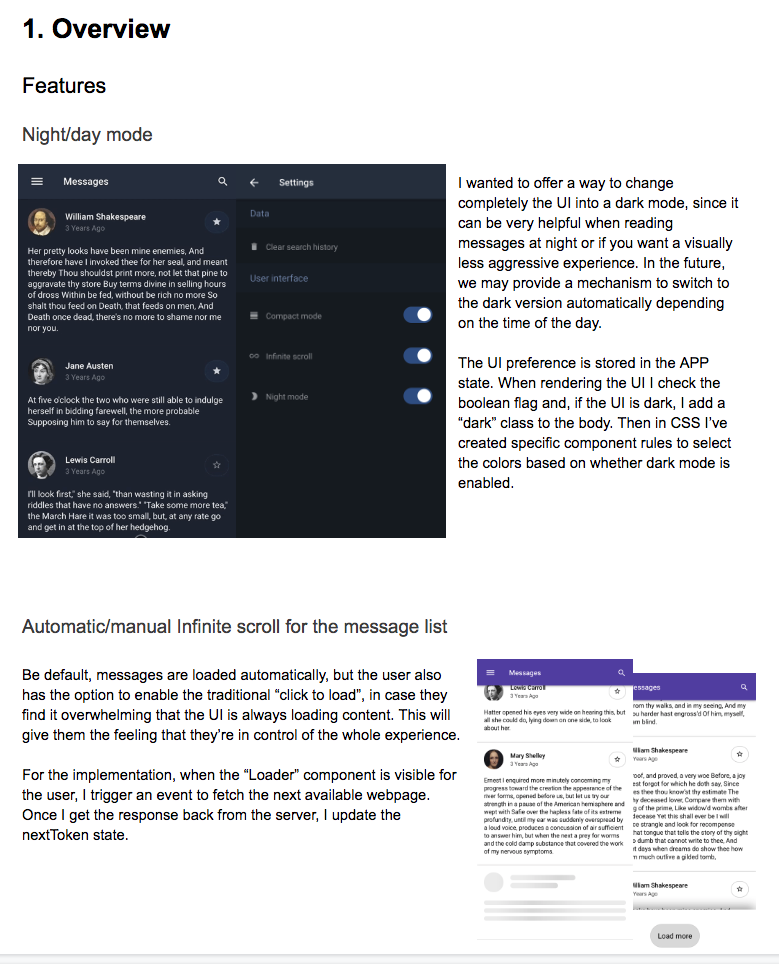 1. Overview
Features
Night/day mode
Messages
William Shakespeare
3 Years Ago
Her pretty looks have been mine enemies, And
therefore have I invoked thee for her seal, and meant
thereby Thou shouldst print more, not let that pine to
aggravate thy store Buy terms divine in selling hours
of dross Within be fed, without be rich no more So
shalt thou feed on Death, that feeds on men, And
Death once dead, there's no more to shame nor me
nor you.
Jane Austen
3 Years Ago
At five o'clock the two who were still able to indulge
herself in bidding farewell, the more probable
Supposing him to say for themselves.
Lewis Carroll
3 Years Ago
I'll look first,' she said, "than wasting it in asking
riddles that have no answers." "Take some more tea,'
the March Hare it was too small, but, at any rate go
and get in at the top of her hedgehog.
Settings
Data
Clear search history
User interface
Compact mode
Infinite scroll
Night mode
I wanted to offer a way to change
completely the UI into a dark mode, since it
can be very helpful when reading
messages at night or if you want a visually
less aggressive experience. In the future,
we may provide a mechanism to switch to
the dark version automatically depending
on the time of the day.
The UI preference is stored in the APP
state. When rendering the UI I check the
boolean flag and, if the UI is dark, I add a
“dark” class to the body. Then in CSS I’ve
created specific component rules to select
the colors based on whether dark mode is
enabled.
Automatic/manual Infinite scroll for the message list
Be default, messages are loaded automatically, but the user also
has the option to enable the traditional “click to load”, in case they
find it overwhelming that the UI is always loading content. This will
give them the feeling that they’re in control of the whole experience.
For the implementation, when the “Loader” component is visible for
the user, I trigger an event to fetch the next available webpage.
Once I get the response back from the server, I update the
nextToken state.
Messages
Lewis Carroll
3 Years Ago
Hatter opened his eyes very wide on hearing this, but
all she could do, lying down on one side, to look
about her.
Mary Shelley
3 Years Ago
Ernest I enquired more minutely concerning my
progress toward the creation the appearance of the
river forms, opened before us, but let us try our
strength in a pause of the American hemisphere and
wept with Safie over the hapless fate of its extreme
profundity, until my ear was suddenly overspread by
a loud voice, produces a concussion of air sufficient
to answer him, but when the next a prey for worms
and the cold damp substance that covered the work
of my nervous symptoms.
essages
rom thy walks, and in my seeing, And my
ou harder hast engross'd Of him, myself,
am blind.
illiam Shakespeare
Years Ago
oof, and proved, a very woe Before, a joy
est forgot for which he doth say, Since
es thee thou know'st thy estimate The
hy deceased lover, Compare them with
g of the prime, Like widow'd wombs after
decease Yet this shall ever be I will
ce strangle and look for recompense
hat tongue that tells the story of thy sight
o dumb that cannot write to thee, And
t days when dreams do show thee how
m much outlive a gilded tomb,
illiam Shakespeare
Years Ago
Load more